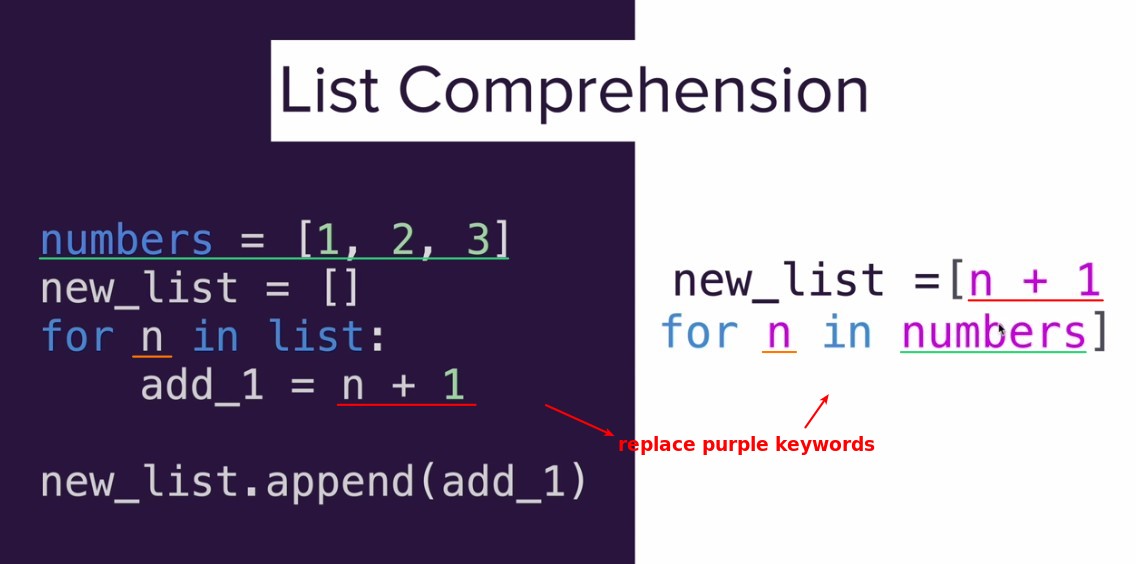 List Comprehension
numbers = [1, 2, 3]
new_list = []
for n in list:
    add_1 = n + 1
new_list.append(add_1)
new_list =[n + 1
for n in numbers]
replace purple keywords